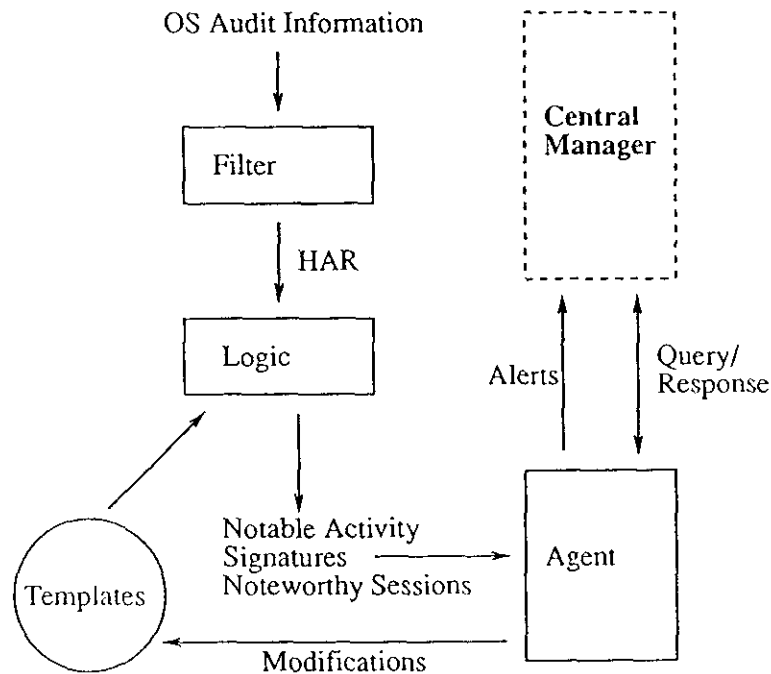 OS Audit Information
Filter
HAR
Logic
Central
Manager
Alerts
Query/
Response
Notable Activity
Signatures
Noteworthy Sessions
Agent
Templates
Modifications